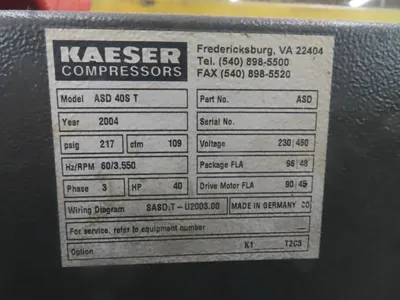 KAESER
COMPRESSORS
Fredericksburg, VA 22404
Tel. (540) 898-5500
FAX (540) 898-5520
Model ASD 40S T Part No. ASD
Year 2004
psig 217 cfm 109 Voltage 230/460
Hz/RPM 60/3.550 Package FLA 96/48
Phase 3 HP 40 Drive Motor FLA 90/45
Wiring Diagram SASD.T-U2003.00 MADE IN GERMANY CO
For service, refer to equipment number —
Option K1 T2C3